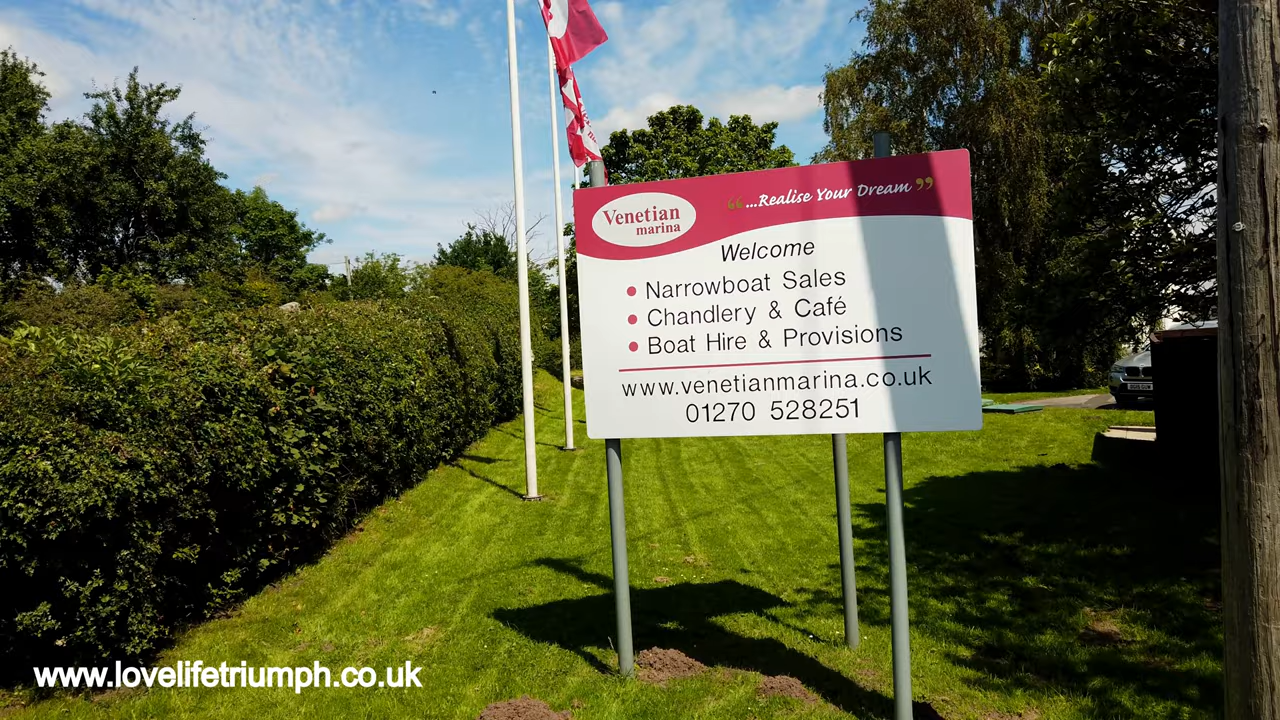 Venetian
marina
“...Realise Your Dream”
Welcome
• Narrowboat Sales
• Chandlery & Café
• Boat Hire & Provisions
www.venetianmarina.co.uk
01270 528251
www.lovelifetriumph.co.uk